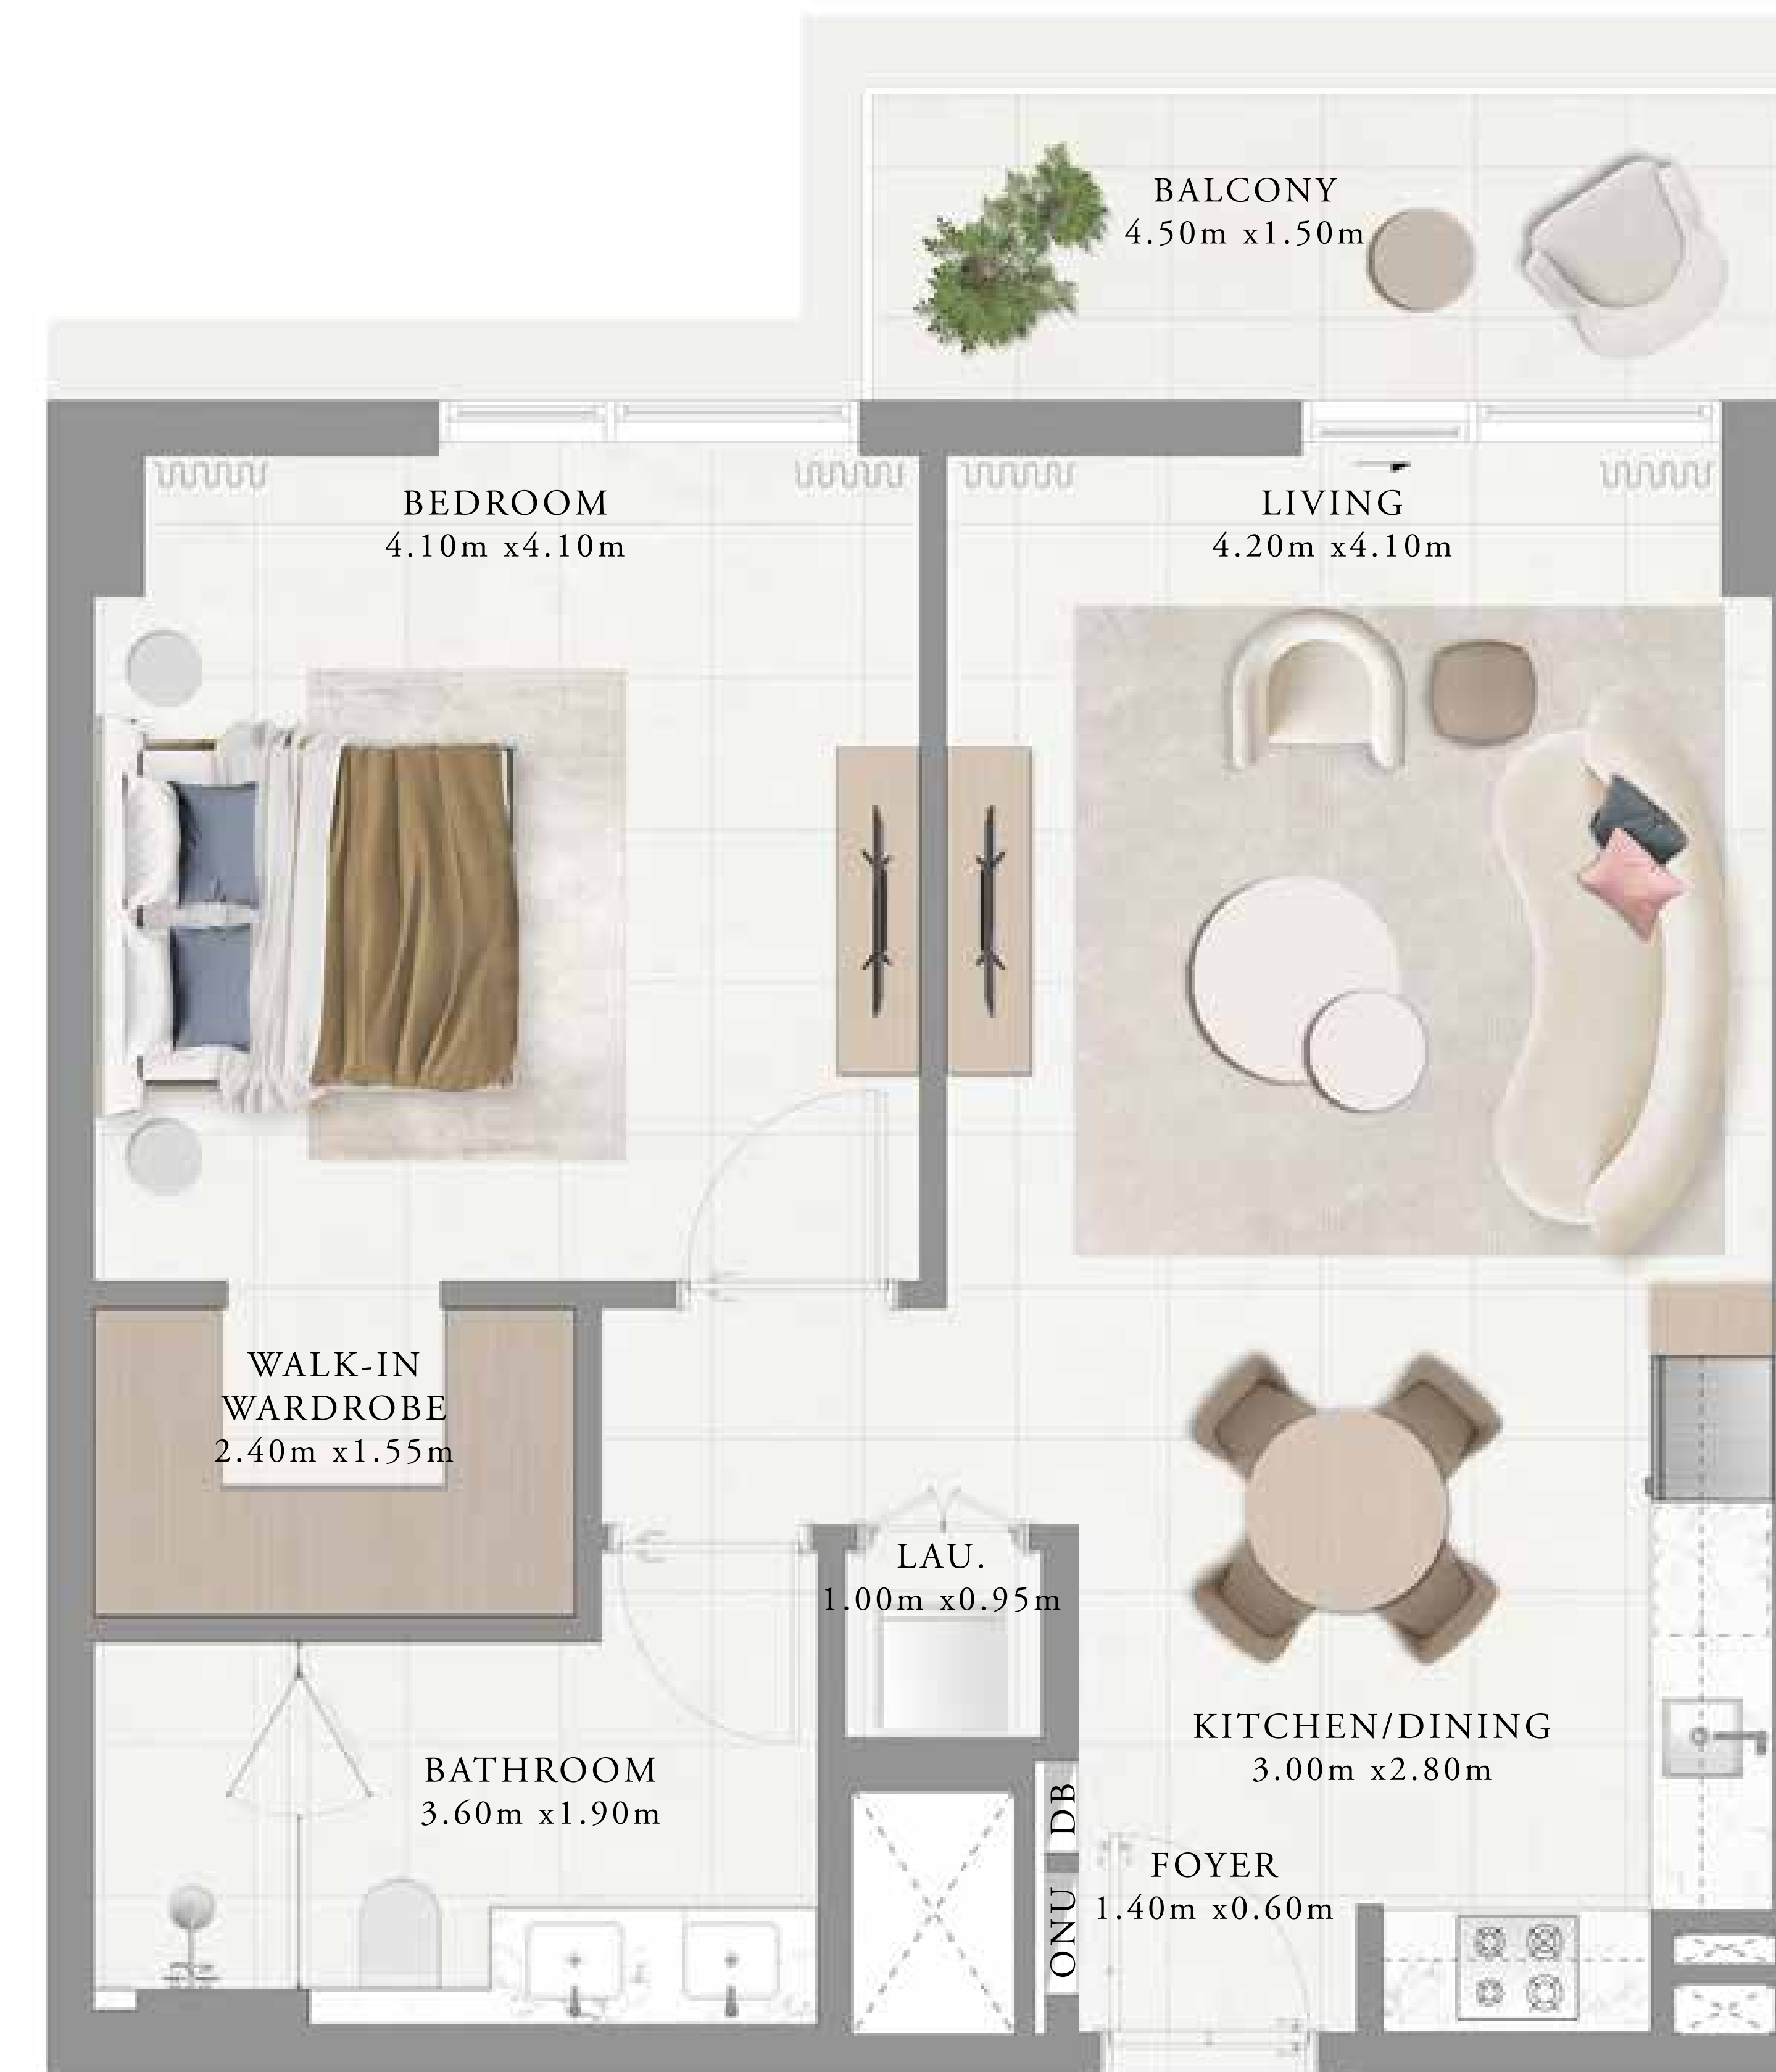 BALCONY
4.50m x1.50m
BEDROOM
4.10m x4.10m
LIVING
4.20m x4.10m
WALK-IN
WARDROBE
2.40m x1.55m
LAU.
1.00m x0.95m
KITCHEN/DINING
3.00m x2.80m
BATHROOM
3.60m x1.90m
DB
FOYER
1.40m x0.60m
ONU